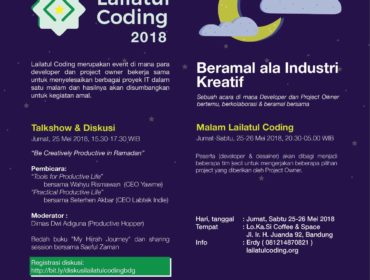 Lailatul
Coding
2018
Lailatul Coding merupakan event di mana para
developer dan project owner bekerja sama
untuk menyelesaikan berbagai proyek IT dalam
satu malam dan hasilnya akan disumbangkan
untuk kegiatan amal.
Talkshow & Diskusi
Jumat, 25 Mei 2018, 15.30-17.30 WIB
"Be Creatively Productive in Ramadan"
Pembicara:
"Tools for Productive Life"
bersama Wahyu Rismawan (CEO Yawme)
"Practical Productive Life"
bersama Seterhen Akbar (CEO Labtek Indie)
Moderator :
Dimas Dwi Adiguna (Productive Hopper)
Bedah buku "My Hijrah Journey" dan sharing
session bersama Saeful Zaman
Registrasi diskusi:
http://bit.ly/diskusilailatulcodingbdg
Beramal ala Industri
Kreatif
Sebuah acara di mana Developer dan Project Owner
bertemu, berkolaborasi & beramal bersama
Malam Lailatul Coding
Jumat-Sabtu, 25-26 Mei 2018, 20.30-05.00 WIB
Peserta (developer & desainer) akan dibagi menjadi
beberapa tim kecil untuk mengerjakan beberapa pilihan
project yang diberikan oleh Project Owner.
Hari, tanggal : Jumat, Sabtu 25-26 Mei 2018
Tempat : Lo.Ka.Si Coffee & Space
Jl. Ir. H. Juanda 92, Bandung
Info : Erdy ( 081214870821 )
lailatulcoding.org